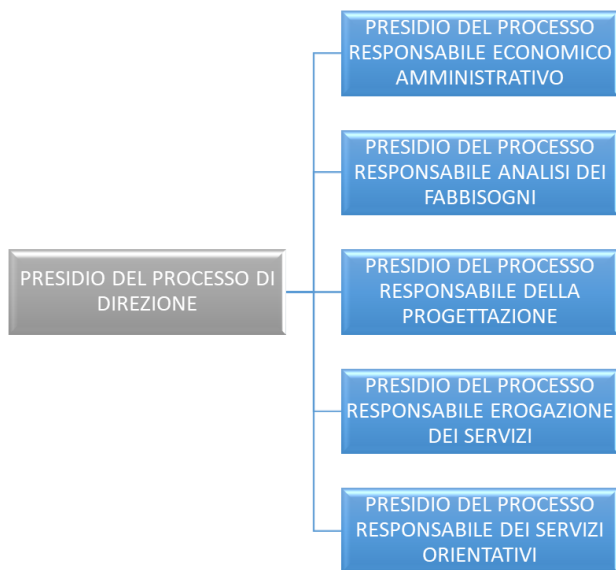 PRESIDIO DEL PROCESSO DI
DIREZIONE
PRESIDIO DEL PROCESSO
RESPONSABILE ECONOMICO
AMMINISTRATIVO
PRESIDIO DEL PROCESSO
RESPONSABILE ANALISI DEI
FABBISOGNI
PRESIDIO DEL PROCESSO
RESPONSABILE DELLA
PROGETTAZIONE
PRESIDIO DEL PROCESSO
RESPONSABILE EROGAZIONE
DEI SERVIZI
PRESIDIO DEL PROCESSO
RESPONSABILE DEI SERVIZI
ORIENTATIVI